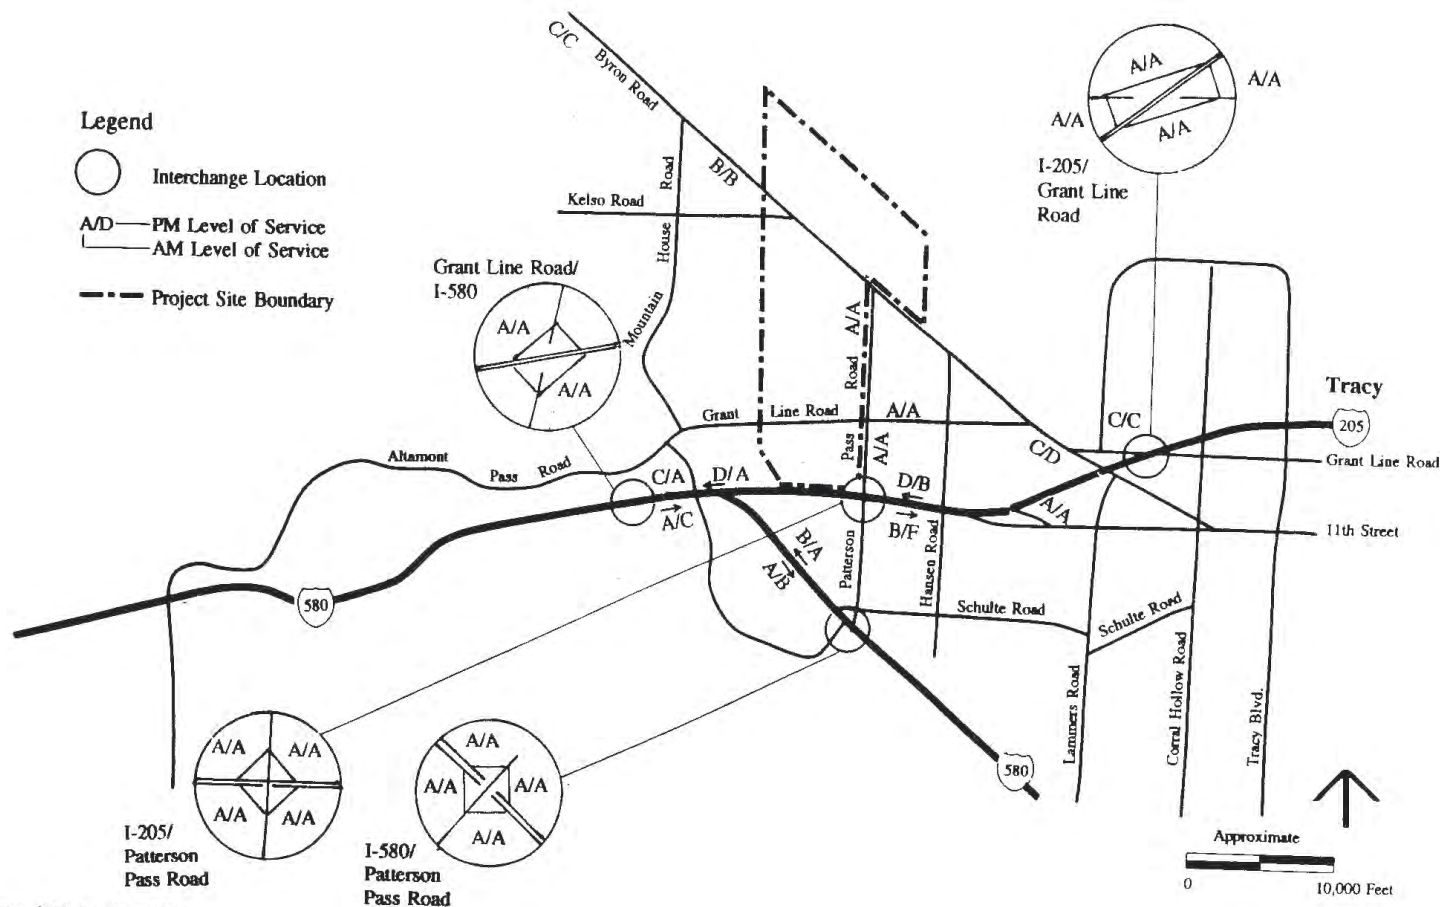 Legend
Interchange Location
A/D
PM Level of Service
AM Level of Service
Project Site Boundary
C/C
Byron Road
B/B
Kelso Road
Mountain House Road
Grant Line Road/
I-580
A/A
A/A
A/A
A/A
A/A
A/A
I-205/
Grant Line
Road
Grant Line Road
A/A
A/A
Patterson Pass Road
A/A
C/D
C/C
Tracy
205
Grant Line Road
11th Street
A/A
Altamont Pass Road
C/A
A/C
D/A
D/B
B/F
B/A
A/B
Hansen Road
Schulte Road
Schulte Road
Lammers Road
Corral Hollow Road
Tracy Blvd.
580
580
A/A
A/A
A/A
A/A
I-205/
Patterson
Pass Road
A/A
A/A
A/A
A/A
I-580/
Patterson
Pass Road
Approximate
0
10,000 Feet